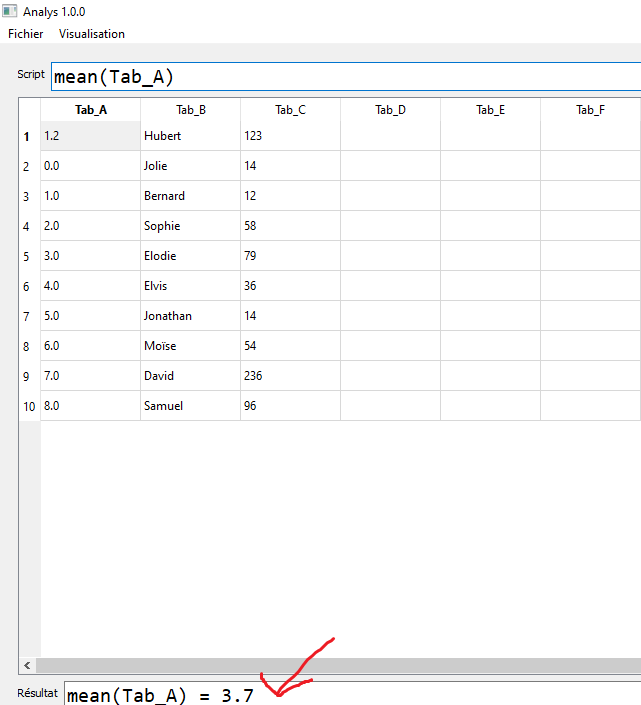 Analys 1.0.0
Fichier Visualisation
Script mean(Tab_A)
Tab_A Tab_B Tab_C Tab_D Tab_E Tab_F
1 1.2 Hubert 123
2 0.0 Jolie 14
3 1.0 Bernard 12
4 2.0 Sophie 58
5 3.0 Elodie 79
6 4.0 Elvis 36
7 5.0 Jonathan 14
8 6.0 Moïse 54
9 7.0 David 236
10 8.0 Samuel 96
Résultat mean(Tab_A) = 3.7